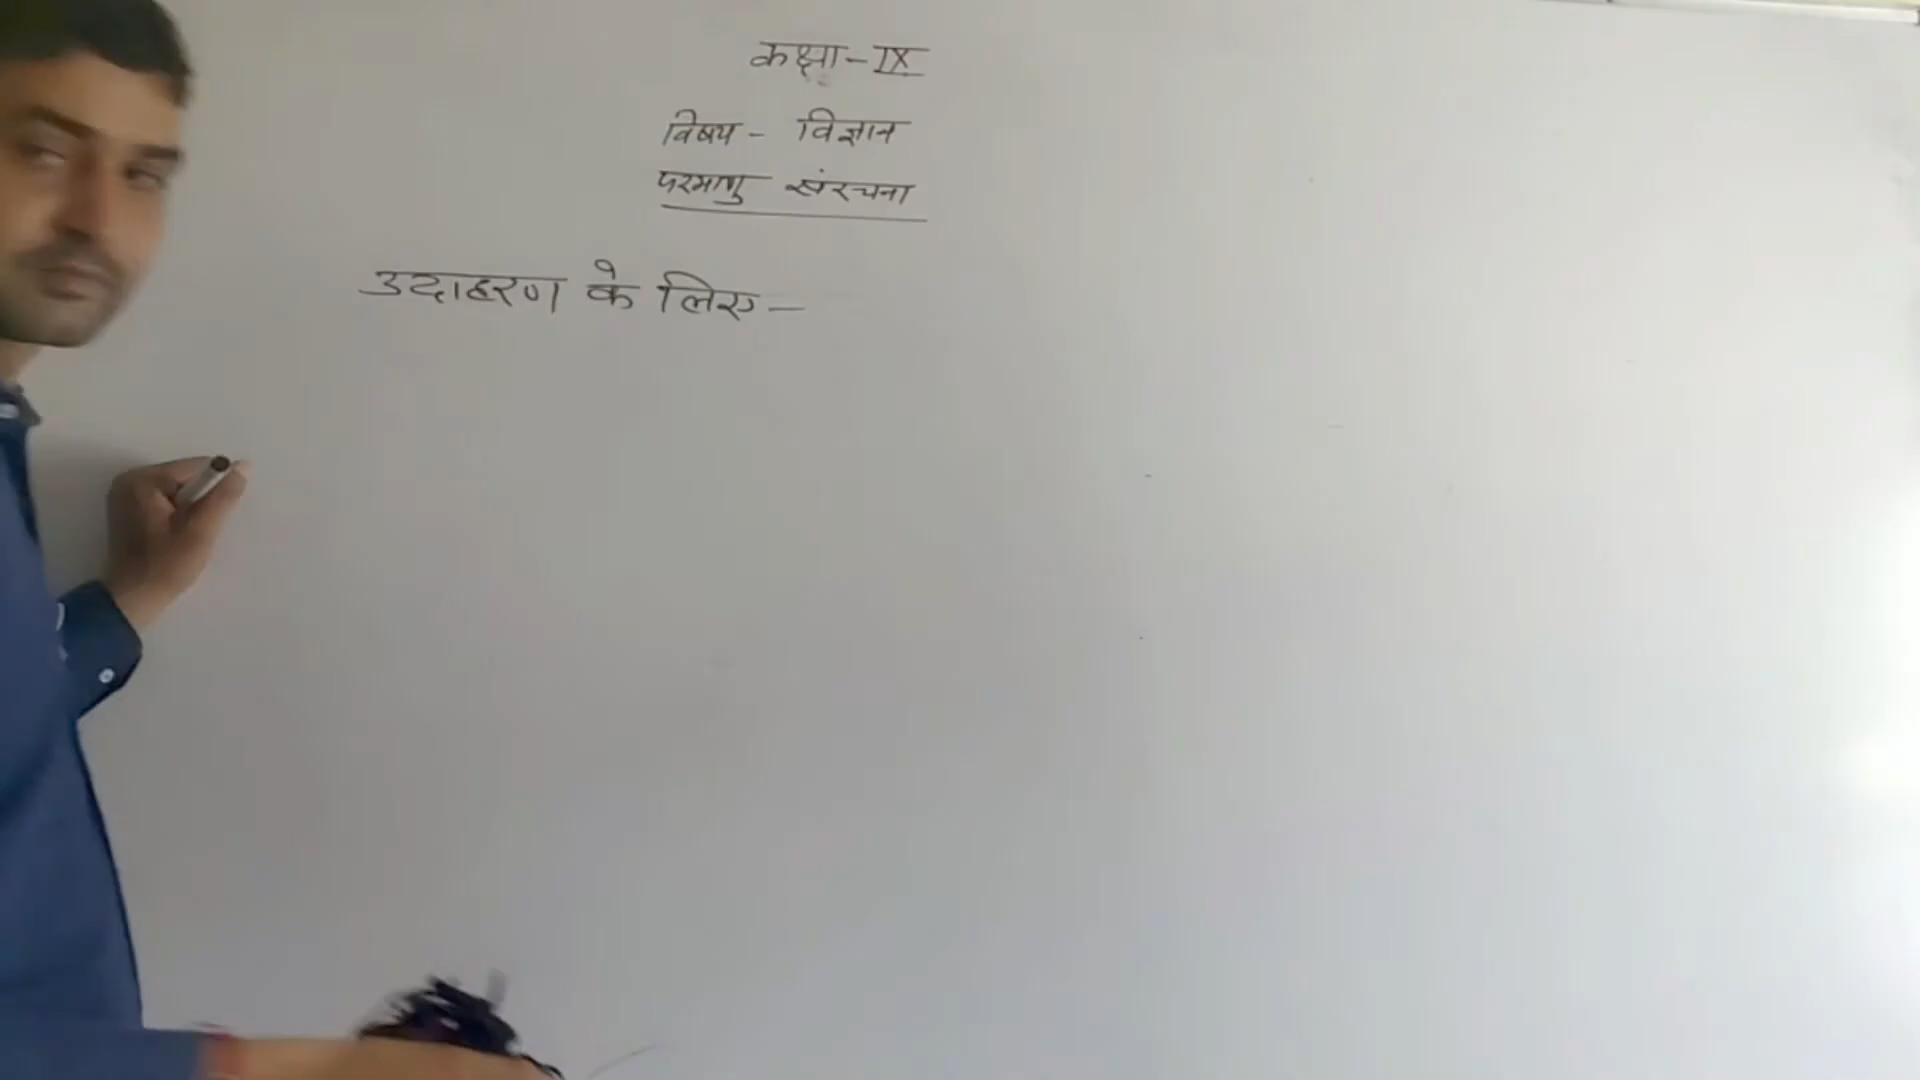 कक्षा - IX
विषय - विज्ञान
परमाणु संरचना
उदाहरण के लिए -